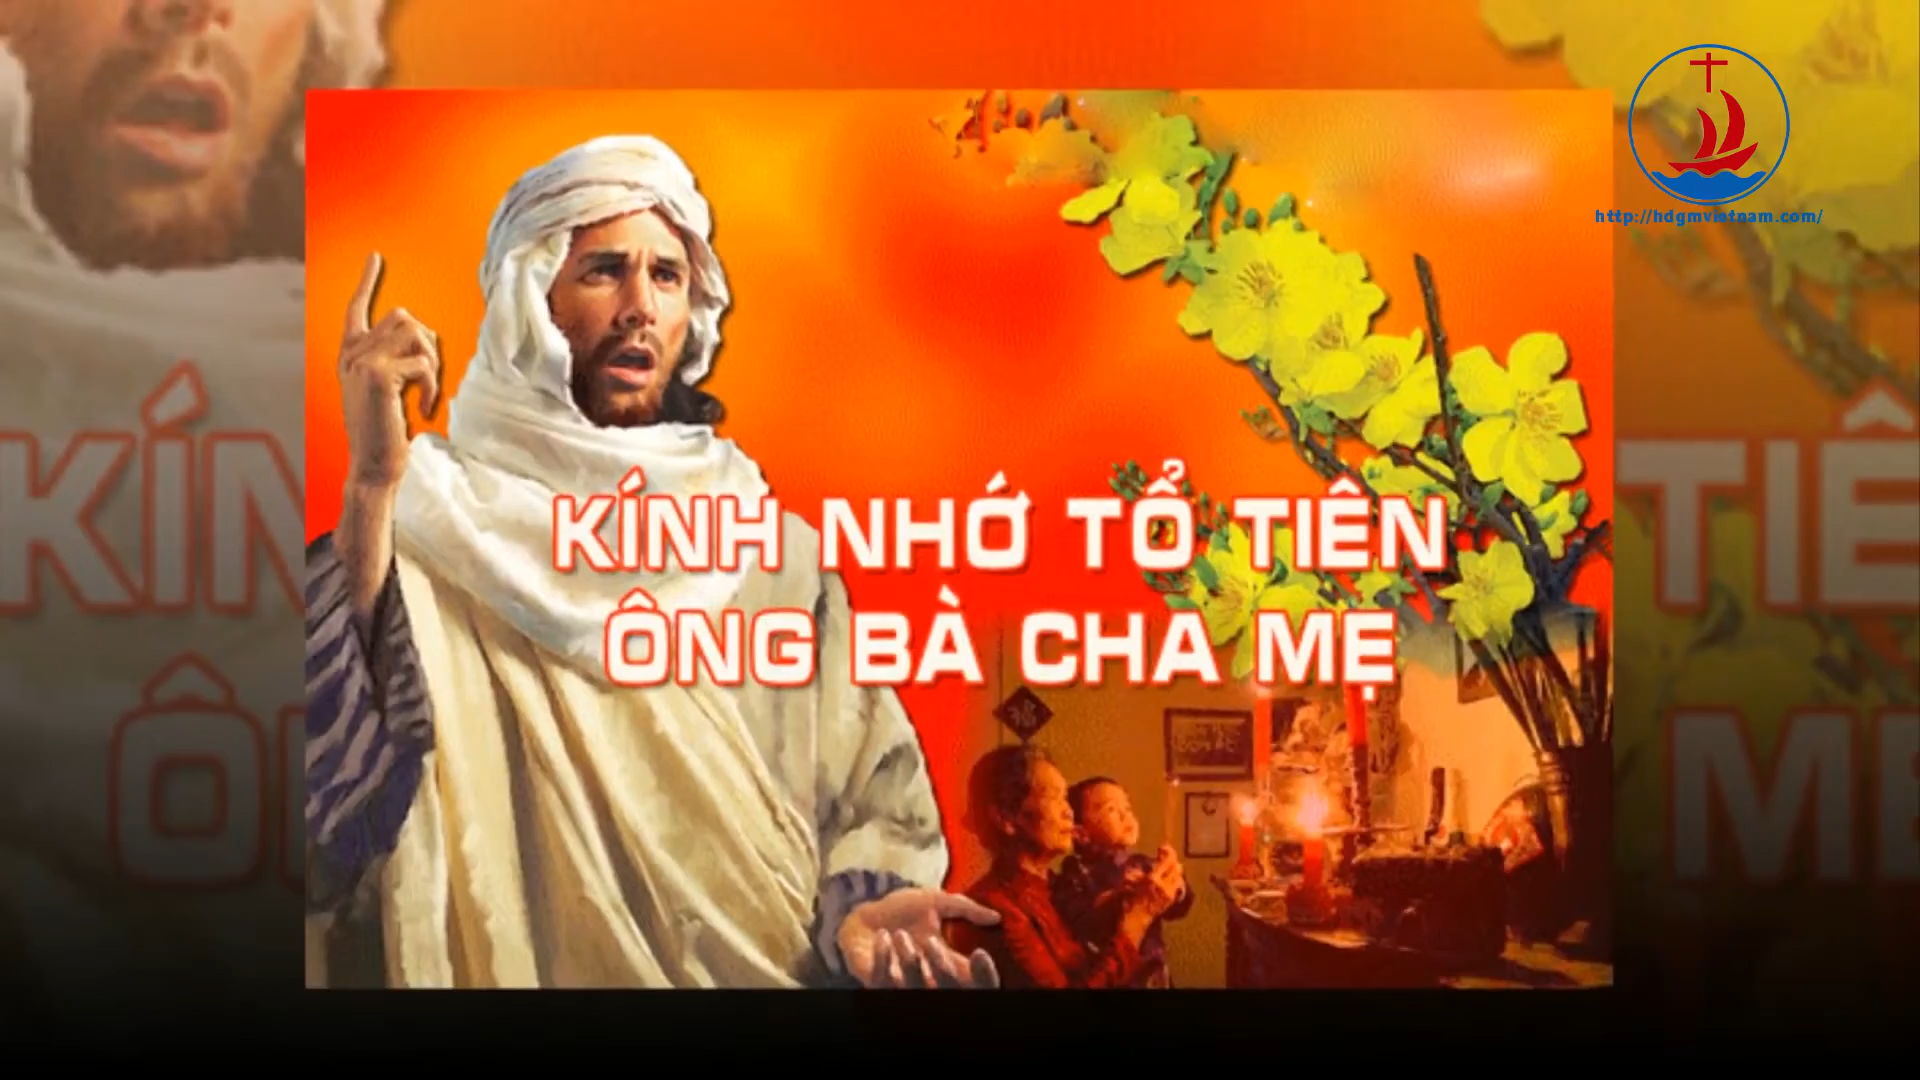 http://hdgmvietnam.com/
KÍNH NHỚ TỔ TIÊN
ÔNG BÀ CHA MẸ